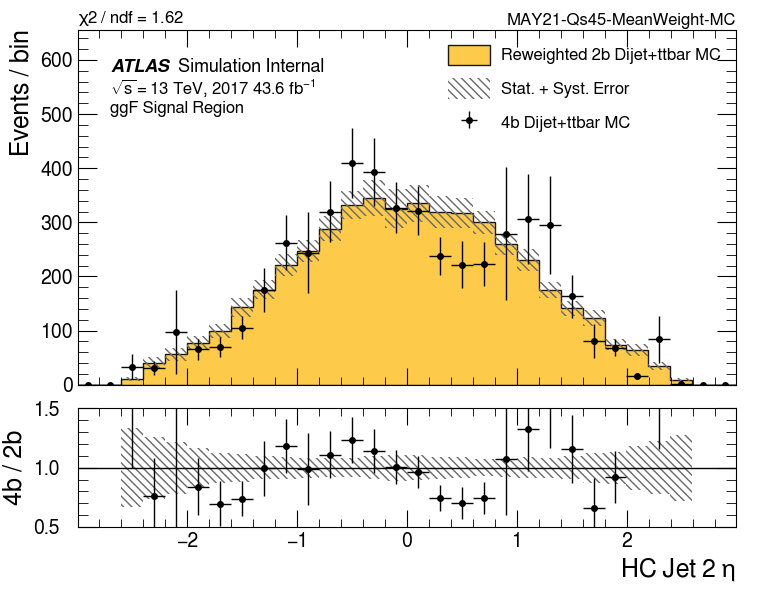 χ2 / ndf = 1.62
MAY21-Qs45-MeanWeight-MC
Events / bin
600
500
400
300
200
100
0
ATLAS Simulation Internal
√s = 13 TeV, 2017 43.6 fb⁻¹
ggF Signal Region
Reweighted 2b Dijet+ttbar MC
Stat. + Syst. Error
4b Dijet+ttbar MC
4b / 2b
1.5
1.0
0.5
−2 −1 0 1 2
HC Jet 2 η